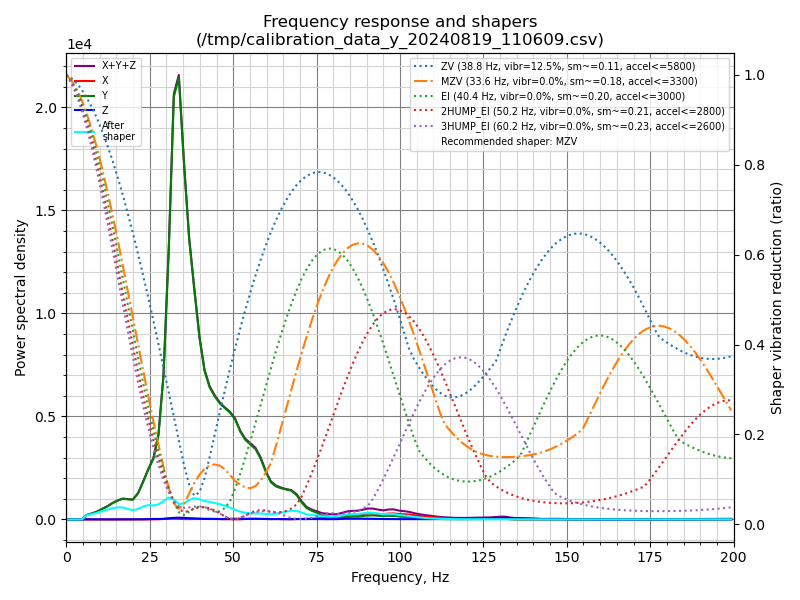 Frequency response and shapers
(/tmp/calibration_data_y_20240819_110609.csv)
1e4
X+Y+Z
X
Y
Z
After
shaper
ZV (38.8 Hz, vibr=12.5%, sm~=0.11, accel<=5800)
MZV (33.6 Hz, vibr=0.0%, sm~=0.18, accel<=3300)
EI (40.4 Hz, vibr=0.0%, sm~=0.20, accel<=3000)
2HUMP_EI (50.2 Hz, vibr=0.0%, sm~=0.21, accel<=2800)
3HUMP_EI (60.2 Hz, vibr=0.0%, sm~=0.23, accel<=2600)
Recommended shaper: MZV
Power spectral density
2.0
1.5
1.0
0.5
0.0
1.0
0.8
0.6
0.4
0.2
0.0
Shaper vibration reduction (ratio)
0 25 50 75 100 125 150 175 200
Frequency, Hz